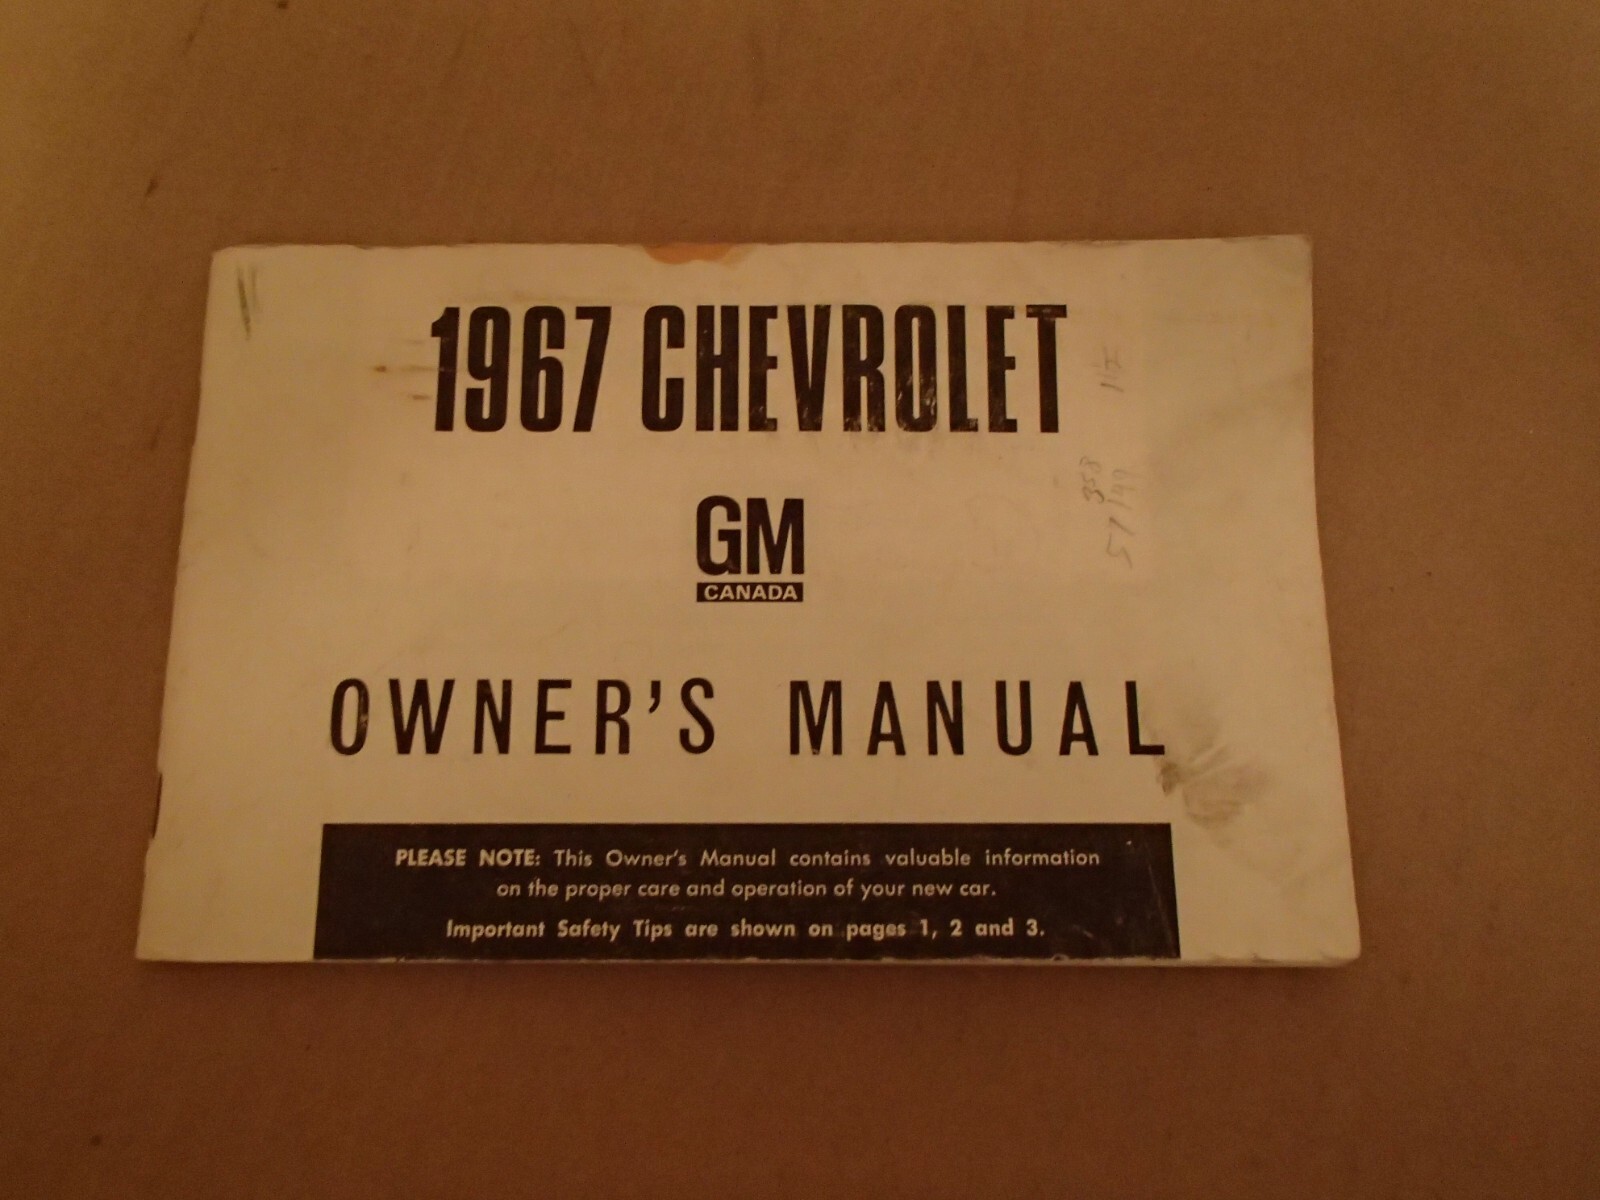 1967 CHEVROLET
GM
CANADA
OWNER'S MANUAL
PLEASE NOTE: This Owner's Manual contains valuable information
on the proper care and operation of your new car.
Important Safety Tips are shown on pages 1, 2 and 3.